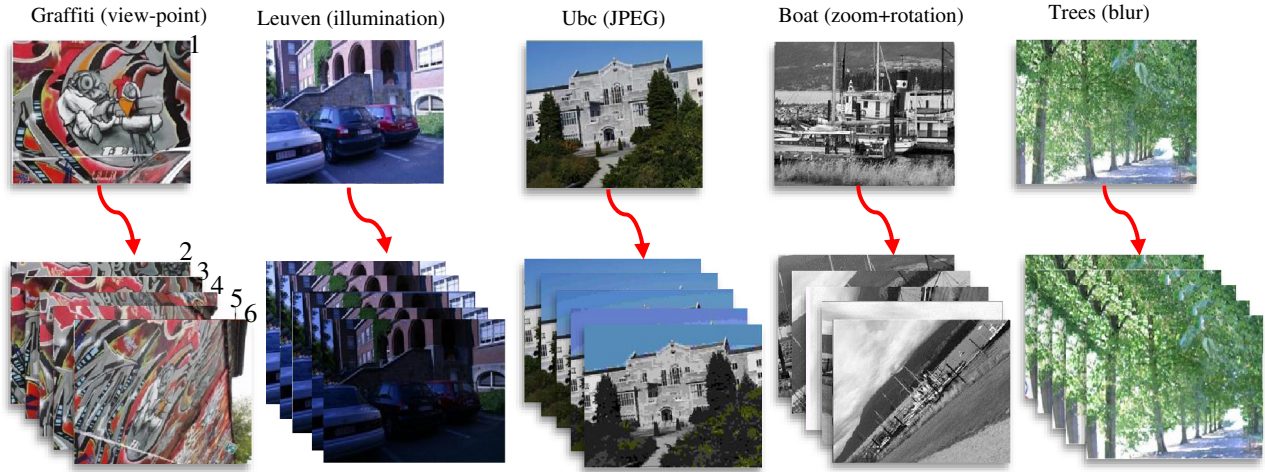 Graffiti (view-point)
Leuven (illumination)
Ubc (JPEG)
Boat (zoom+rotation)
Trees (blur)
1
2
3
4
5
6